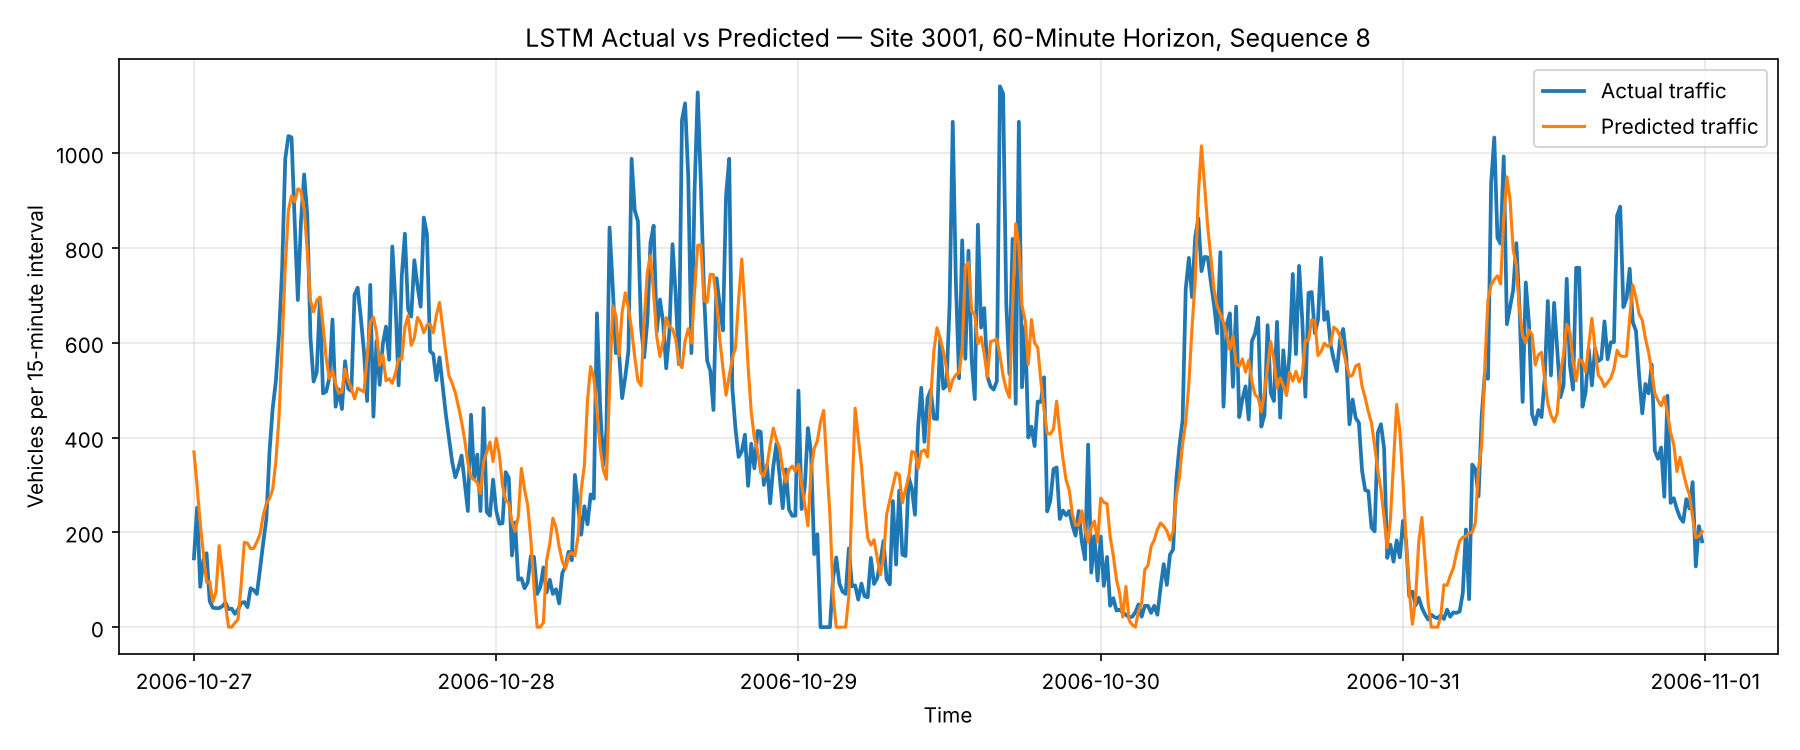 LSTM Actual vs Predicted — Site 3001, 60-Minute Horizon, Sequence 8
Actual traffic
Predicted traffic
Vehicles per 15-minute interval
1000
800
600
400
200
0
2006-10-27
2006-10-28
2006-10-29
2006-10-30
2006-10-31
2006-11-01
Time